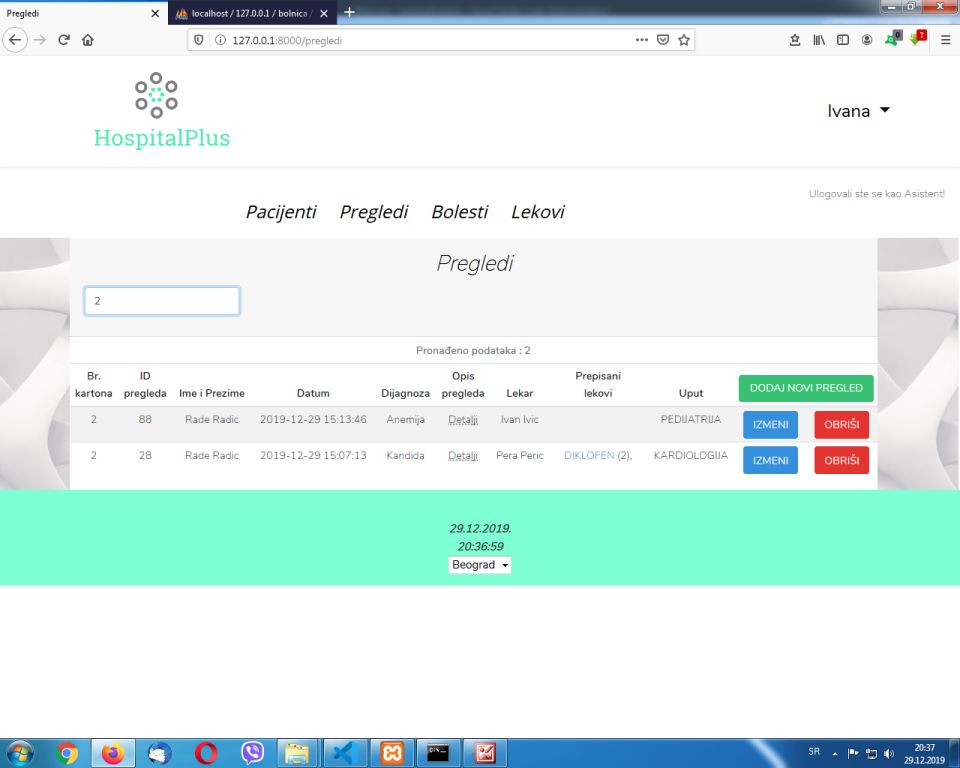 Pregledi
localhost / 127.0.0.1 / bolnica /
127.0.0.1:8000/pregledi
0
?
HospitalPlus
Ivana
Ulogovali ste se kao Asistent!
Pacijenti Pregledi Bolesti Lekovi
Pregledi
2
Pronađeno podataka : 2
Br. kartona ID pregleda Ime i Prezime Datum Dijagnoza Opis pregleda Lekar Prepisani lekovi Uput DODAJ NOVI PREGLED
2 88 Rade Radic 2019-12-29 15:13:46 Anemija Detalji Ivan Ivic PEDIJATRIJA IZMENI OBRIŠI
2 28 Rade Radic 2019-12-29 15:07:13 Kandida Detalji Pera Peric DIKLOFEN (2), KARDIOLOGIJA IZMENI OBRIŠI
29.12.2019.
20:36:59
Beograd
SR
20:37
29.12.2019